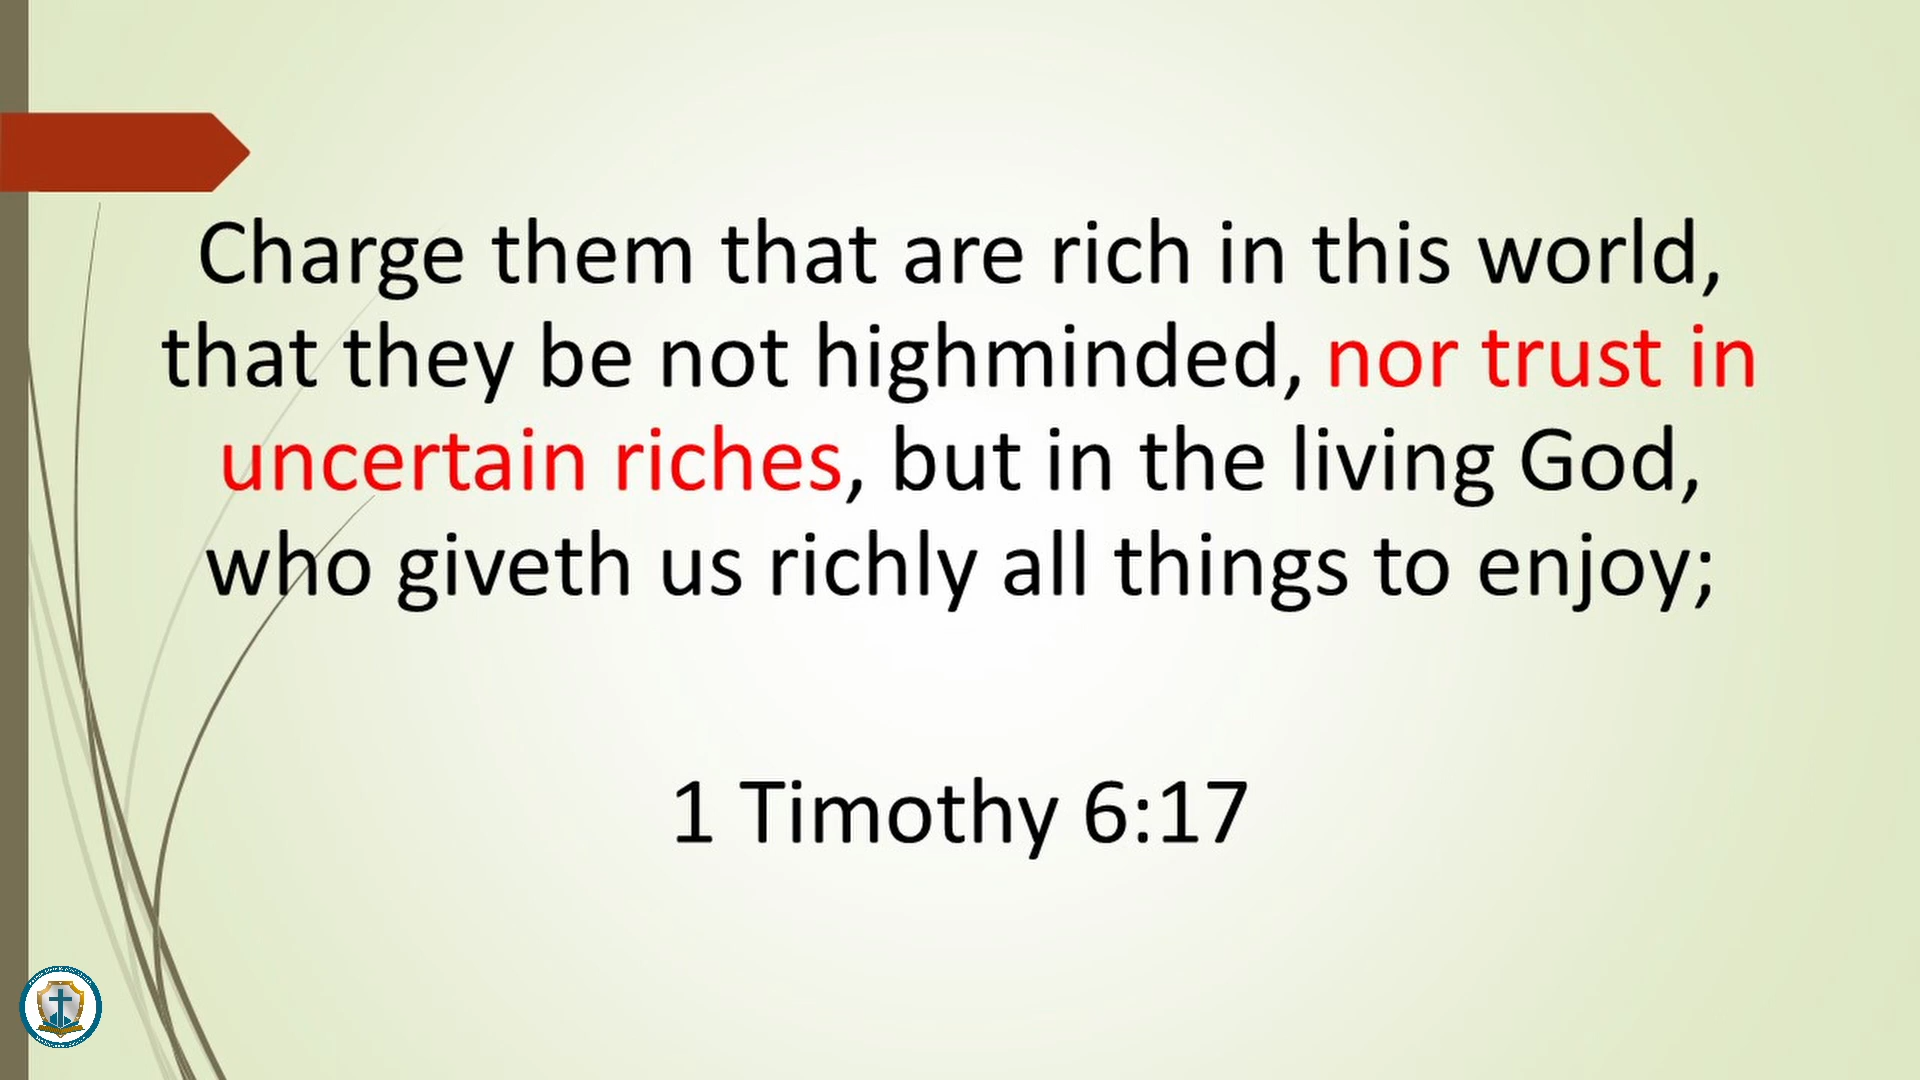 Charge them that are rich in this world,
that they be not highminded, nor trust in
uncertain riches, but in the living God,
who giveth us richly all things to enjoy;
1 Timothy 6:17